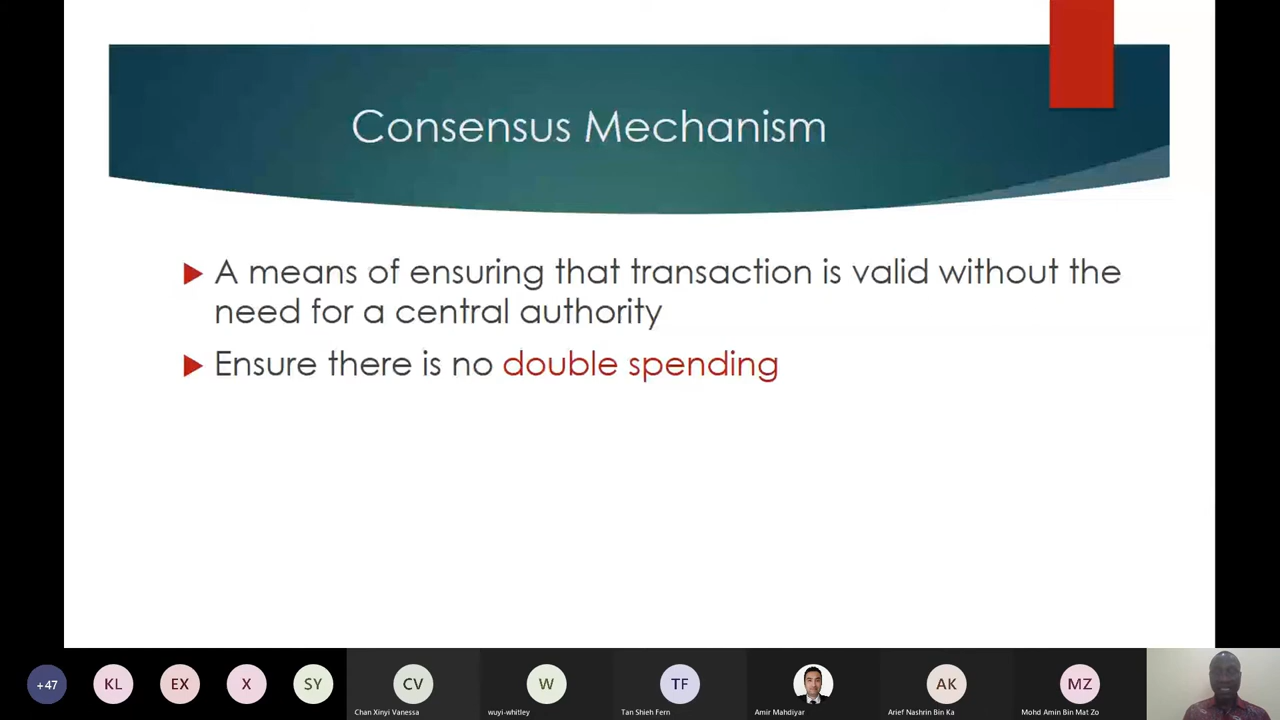 Consensus Mechanism
A means of ensuring that transaction is valid without the
need for a central authority
Ensure there is no double spending
+47
KL
EX
X
SY
CV
W
TF
AK
MZ
Chan Xinyi Vanessa
wuyi-whitley
Tan Shieh Fern
Amir Mahdiyar
Arief Nashrin Bin Ka
Mohd Amin Bin Mat Zo